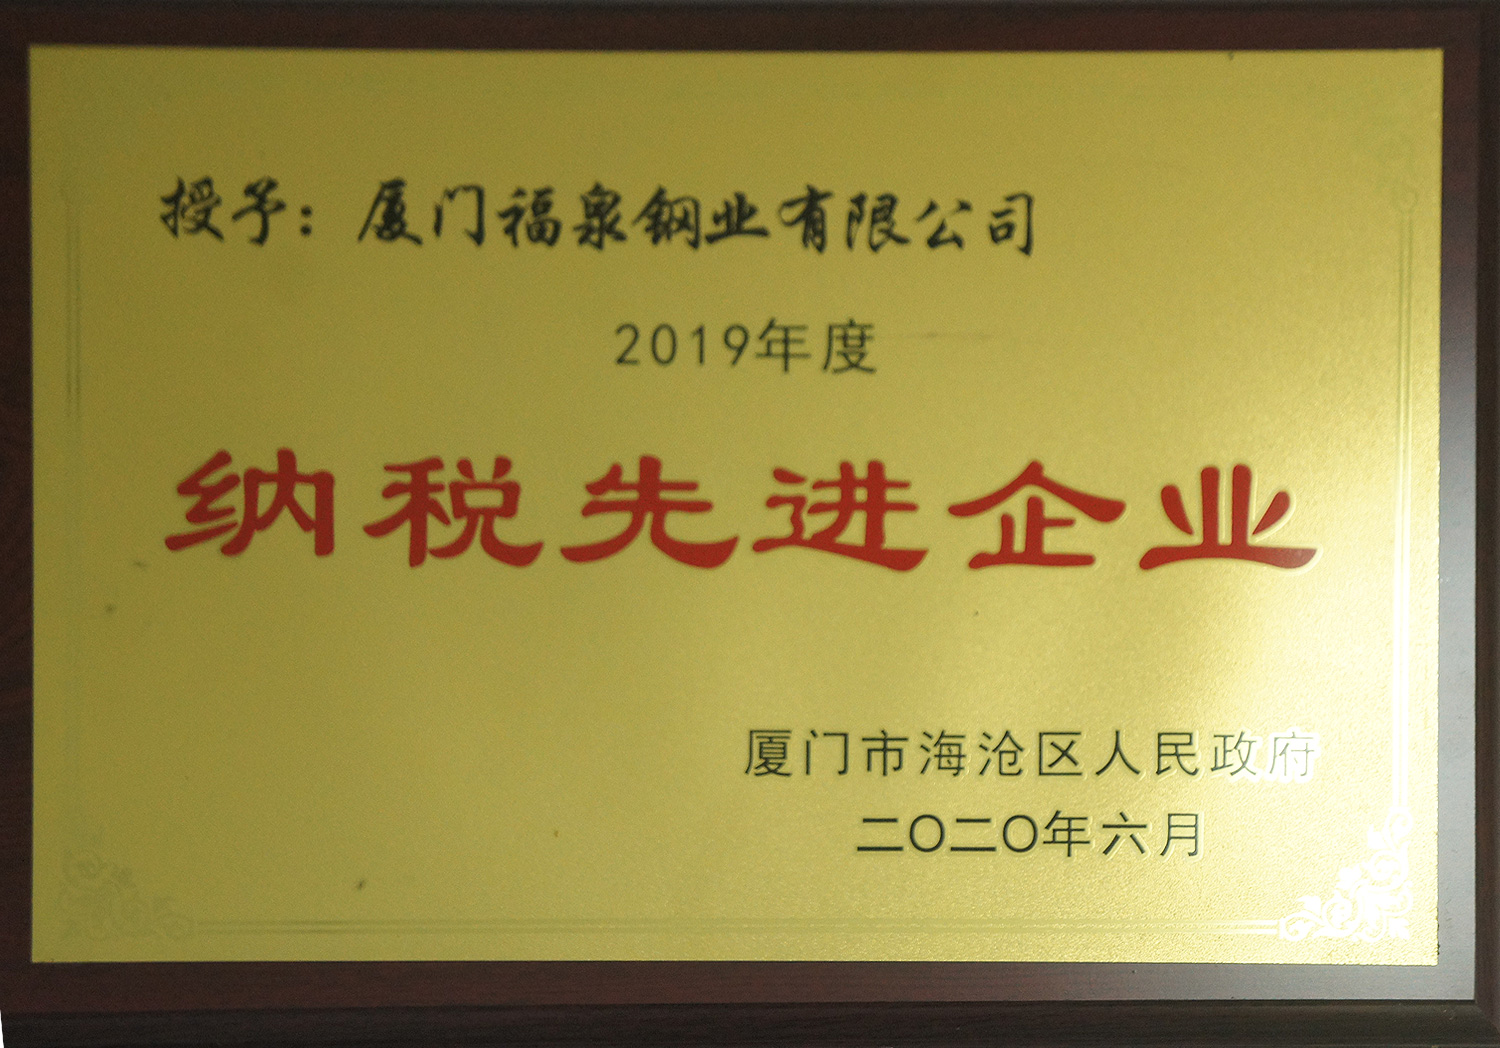 授予：厦门福泉钢业有限公司
2019年度
纳税先进企业
厦门市海沧区人民政府
二〇二〇年六月